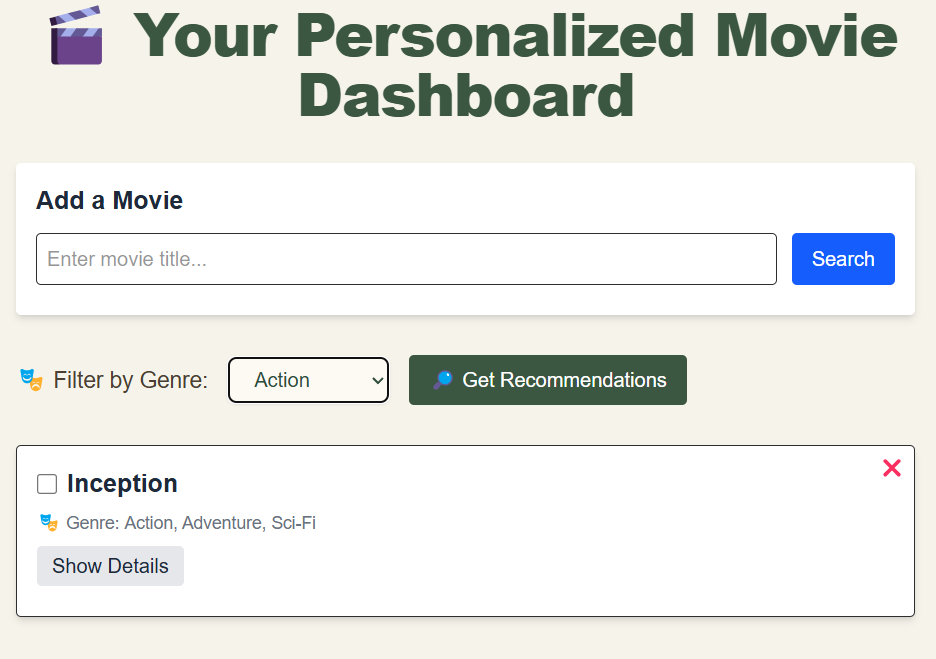 Your Personalized Movie
Dashboard
Add a Movie
Enter movie title...
Search
Filter by Genre:
Action
Get Recommendations
Inception
Genre: Action, Adventure, Sci-Fi
Show Details